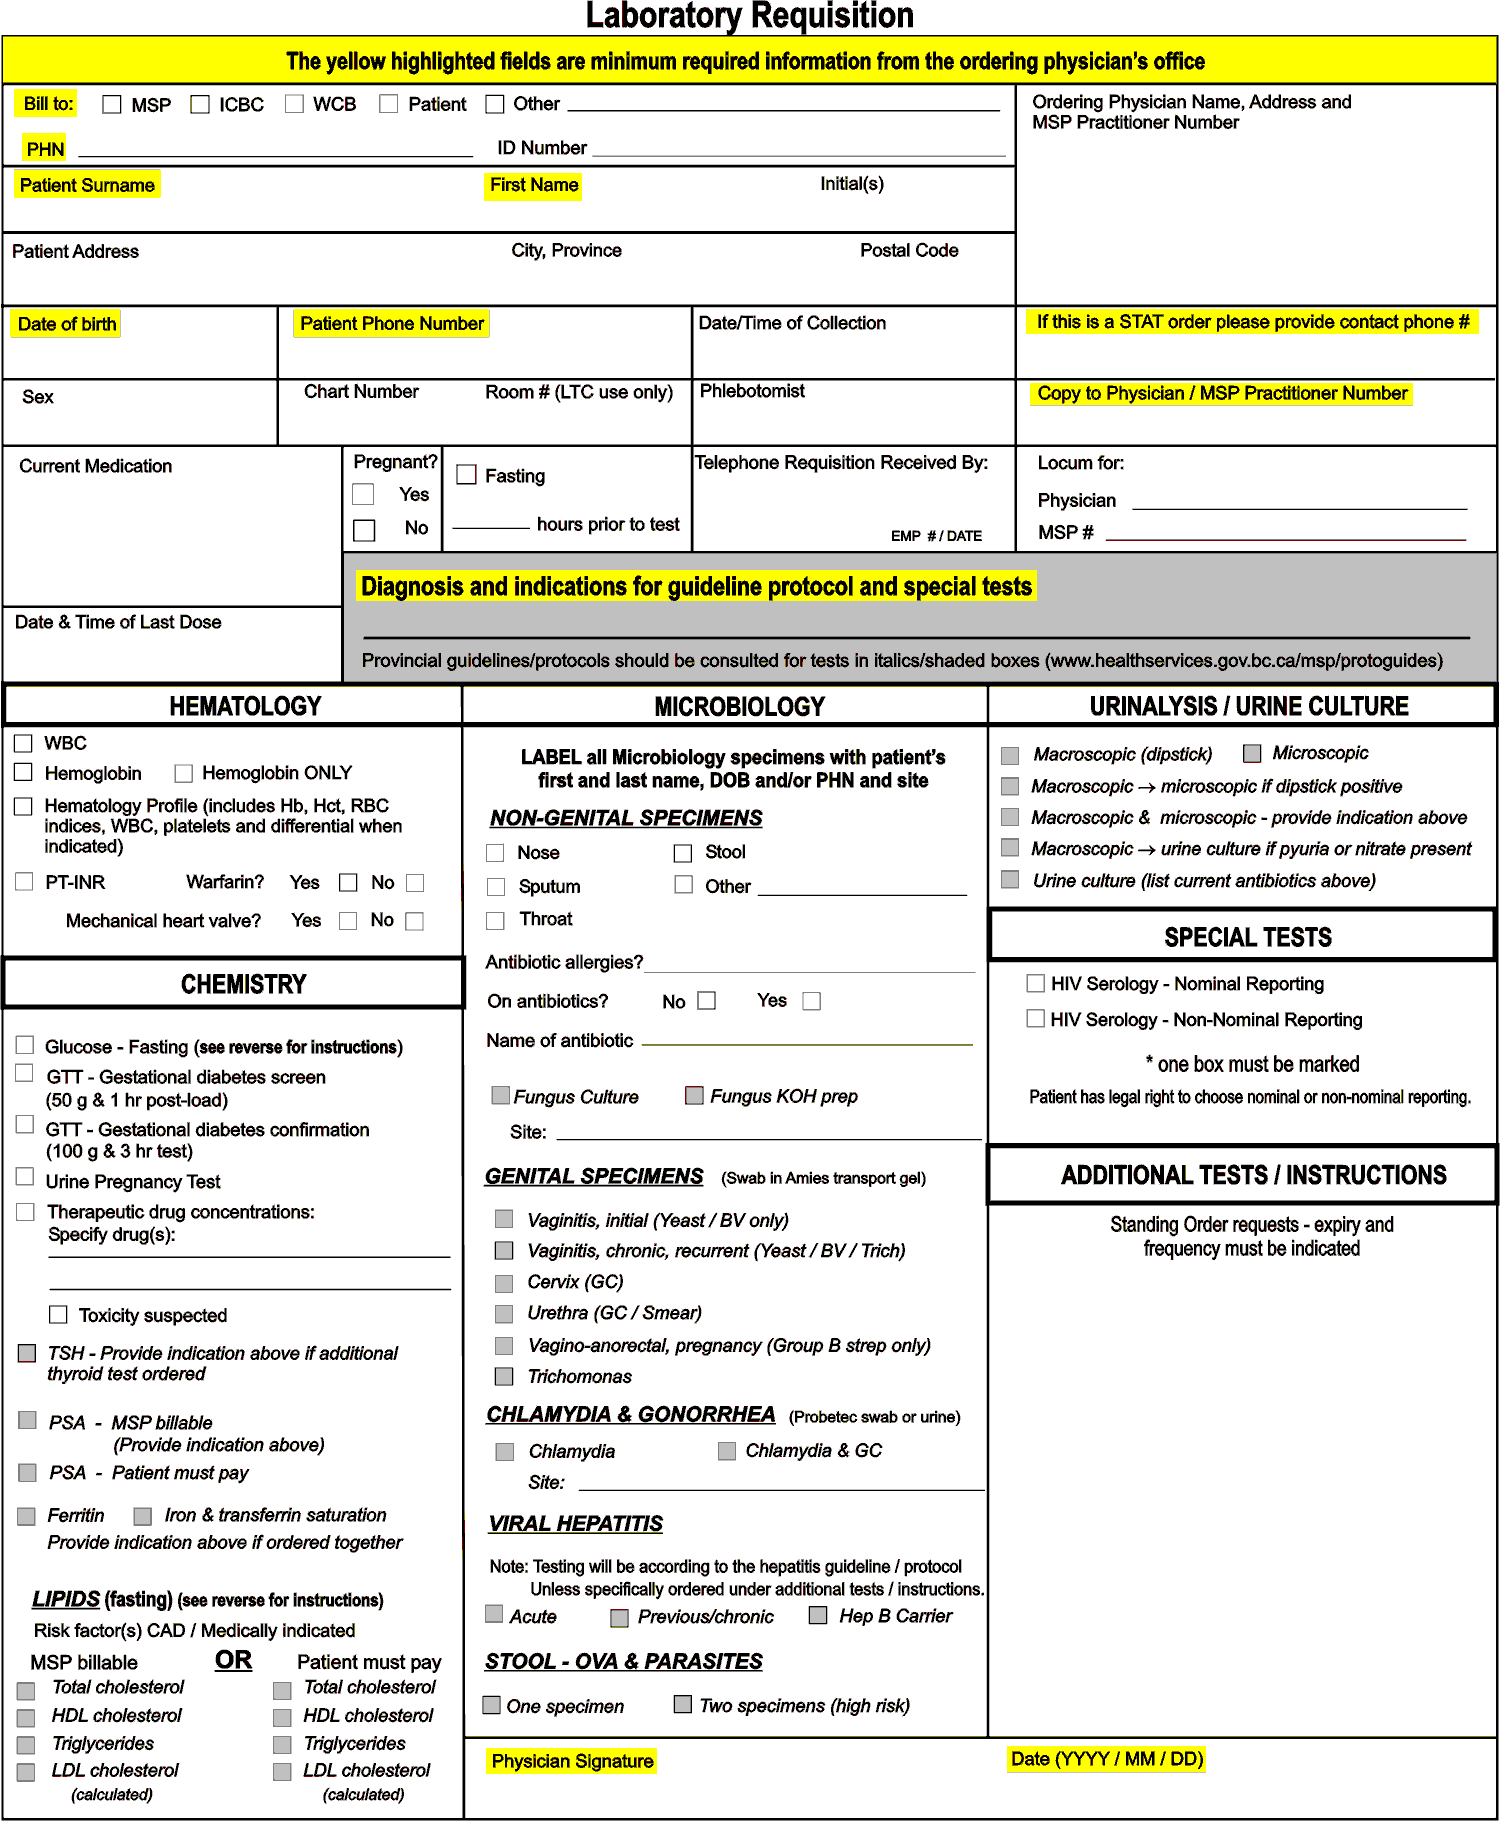 Laboratory Requisition
The yellow highlighted fields are minimum required information from the ordering physician's office
Bill to: MSP ICBC WCB Patient Other
Ordering Physician Name, Address and
MSP Practitioner Number
PHN ID Number
Patient Surname First Name Initial(s)
Patient Address City, Province Postal Code
Date of birth Patient Phone Number Date/Time of Collection If this is a STAT order please provide contact phone #
Sex Chart Number Room # (LTC use only) Phlebotomist Copy to Physician / MSP Practitioner Number
Current Medication
Pregnant?
Yes
No
Fasting
hours prior to test
Telephone Requisition Received By:
EMP # / DATE
Locum for:
Physician
MSP #
Diagnosis and indications for guideline protocol and special tests
Date & Time of Last Dose
Provincial guidelines/protocols should be consulted for tests in italics/shaded boxes (www.healthservices.gov.bc.ca/msp/protoguides)
HEMATOLOGY
WBC
Hemoglobin Hemoglobin ONLY
Hematology Profile (includes Hb, Hct, RBC
indices, WBC, platelets and differential when
indicated)
PT-INR Warfarin? Yes No
Mechanical heart valve? Yes No
CHEMISTRY
Glucose - Fasting (see reverse for instructions)
GTT - Gestational diabetes screen
(50 g & 1 hr post-load)
GTT - Gestational diabetes confirmation
(100 g & 3 hr test)
Urine Pregnancy Test
Therapeutic drug concentrations:
Specify drug(s):
Toxicity suspected
TSH - Provide indication above if additional
thyroid test ordered
PSA - MSP billable
(Provide indication above)
PSA - Patient must pay
Ferritin Iron & transferrin saturation
Provide indication above if ordered together
LIPIDS (fasting) (see reverse for instructions)
Risk factor(s) CAD / Medically indicated
MSP billable OR Patient must pay
Total cholesterol Total cholesterol
HDL cholesterol HDL cholesterol
Triglycerides Triglycerides
LDL cholesterol LDL cholesterol
(calculated) (calculated)
MICROBIOLOGY
LABEL all Microbiology specimens with patient's
first and last name, DOB and/or PHN and site
NON-GENITAL SPECIMENS
Nose Stool
Sputum Other
Throat
Antibiotic allergies?
On antibiotics? No Yes
Name of antibiotic
Fungus Culture Fungus KOH prep
Site:
GENITAL SPECIMENS (Swab in Amies transport gel)
Vaginitis, initial (Yeast / BV only)
Vaginitis, chronic, recurrent (Yeast / BV / Trich)
Cervix (GC)
Urethra (GC / Smear)
Vagino-anorectal, pregnancy (Group B strep only)
Trichomonas
CHLAMYDIA & GONORRHEA (Probetec swab or urine)
Chlamydia Chlamydia & GC
Site:
VIRAL HEPATITIS
Note: Testing will be according to the hepatitis guideline / protocol
Unless specifically ordered under additional tests / instructions.
Acute Previous/chronic Hep B Carrier
STOOL - OVA & PARASITES
One specimen Two specimens (high risk)
URINALYSIS / URINE CULTURE
Macroscopic (dipstick) Microscopic
Macroscopic → microscopic if dipstick positive
Macroscopic & microscopic - provide indication above
Macroscopic → urine culture if pyuria or nitrate present
Urine culture (list current antibiotics above)
SPECIAL TESTS
HIV Serology - Nominal Reporting
HIV Serology - Non-Nominal Reporting
* one box must be marked
Patient has legal right to choose nominal or non-nominal reporting.
ADDITIONAL TESTS / INSTRUCTIONS
Standing Order requests - expiry and
frequency must be indicated
Physician Signature Date (YYYY / MM / DD)